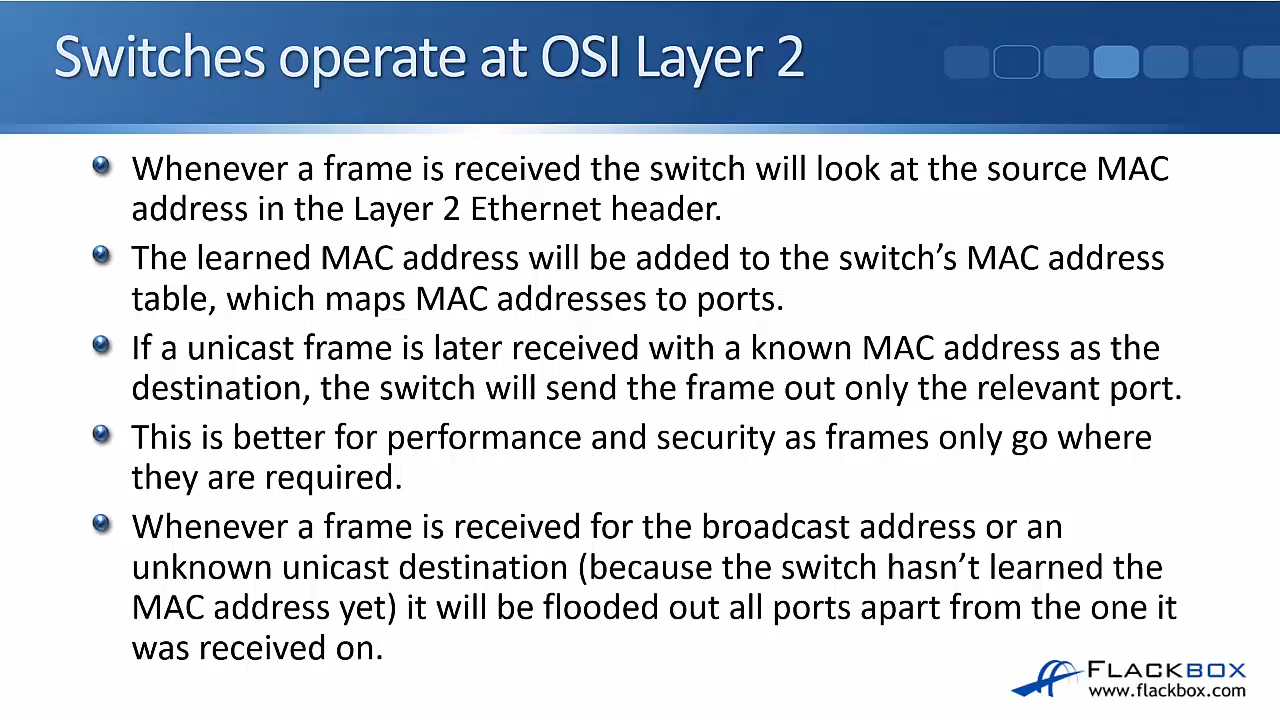 Switches operate at OSI Layer 2
Whenever a frame is received the switch will look at the source MAC
address in the Layer 2 Ethernet header.
The learned MAC address will be added to the switch’s MAC address
table, which maps MAC addresses to ports.
If a unicast frame is later received with a known MAC address as the
destination, the switch will send the frame out only the relevant port.
This is better for performance and security as frames only go where
they are required.
Whenever a frame is received for the broadcast address or an
unknown unicast destination (because the switch hasn’t learned the
MAC address yet) it will be flooded out all ports apart from the one it
was received on.
FLACKBOX
www.flackbox.com